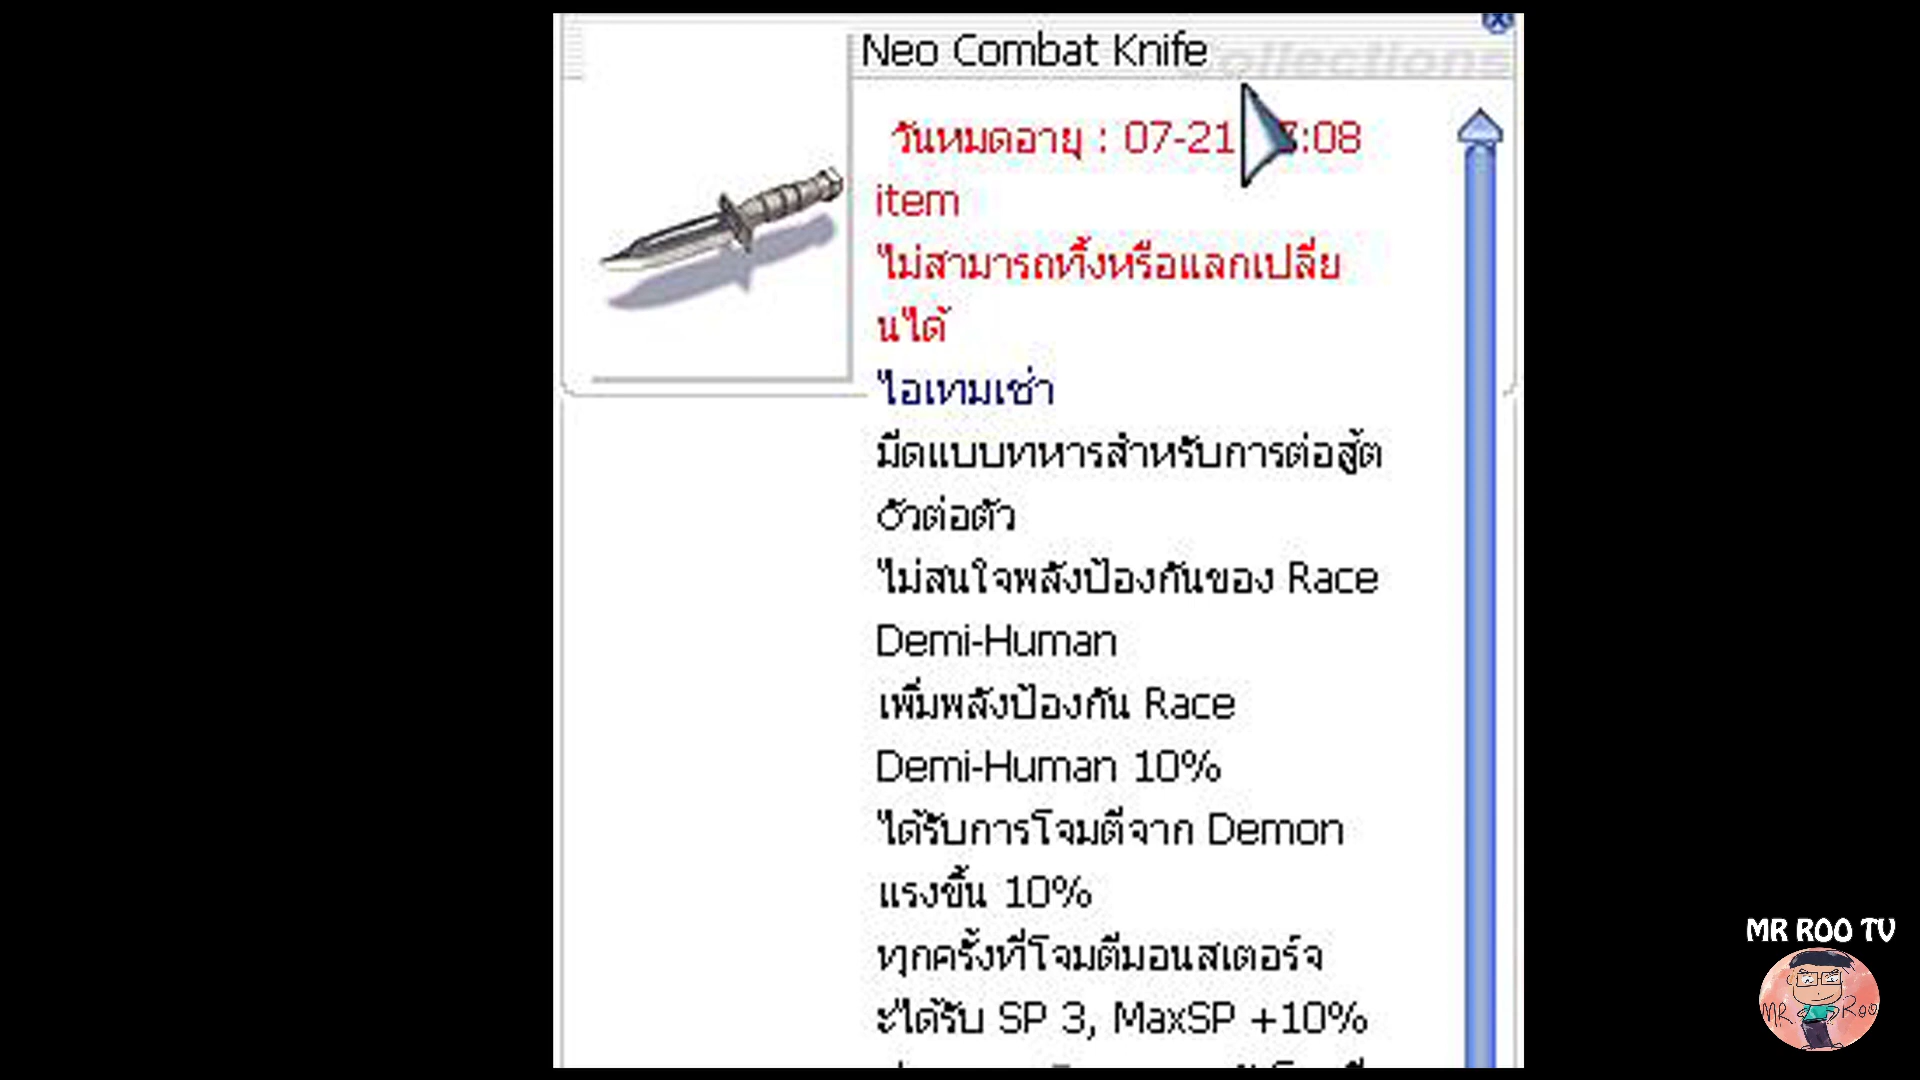 Neo Combat Knife
Collections
วันหมดอายุ : 07-21 :08
item
ไม่สามารถทิ้งหรือแลกเปลี่ย
นได้
ไอเทมเช่า
มีดแบบทหารสำหรับการต่อสู้ต
ัวต่อตัว
ไม่สนใจพลังป้องกันของ Race
Demi-Human
เพิ่มพลังป้องกัน Race
Demi-Human 10%
ได้รับการโจมตีจาก Demon
แรงขึ้น 10%
ทุกครั้งที่โจมตีมอนสเตอร์จ
ะได้รับ SP 3, MaxSP +10%
MR ROO TV
MR Roo